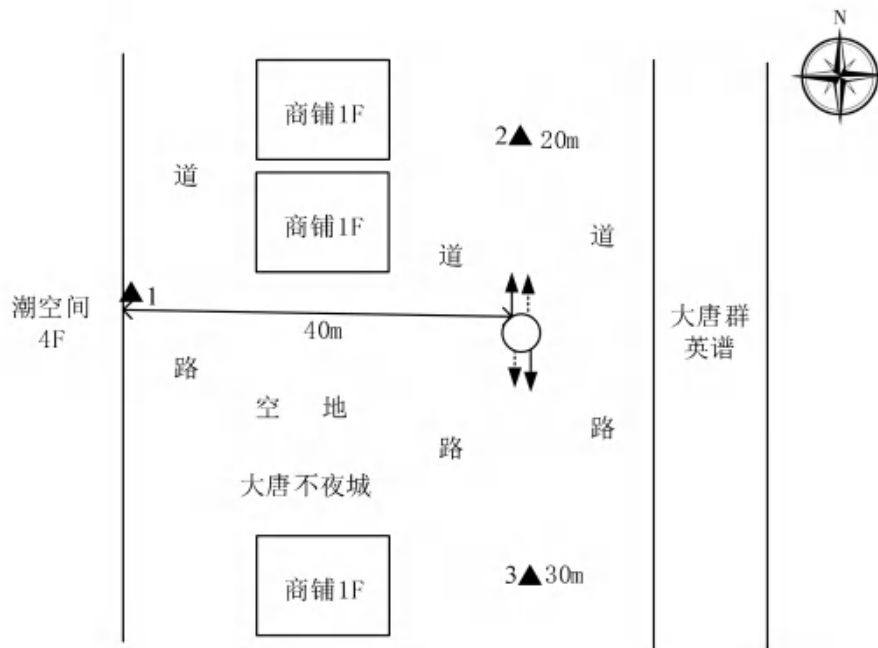 N
商铺1F
2▲ 20m
道
商铺1F
道
道
▲1
潮空间
4F
40m
大唐群
英谱
路
空 地
路
路
大唐不夜城
商铺1F
3▲30m